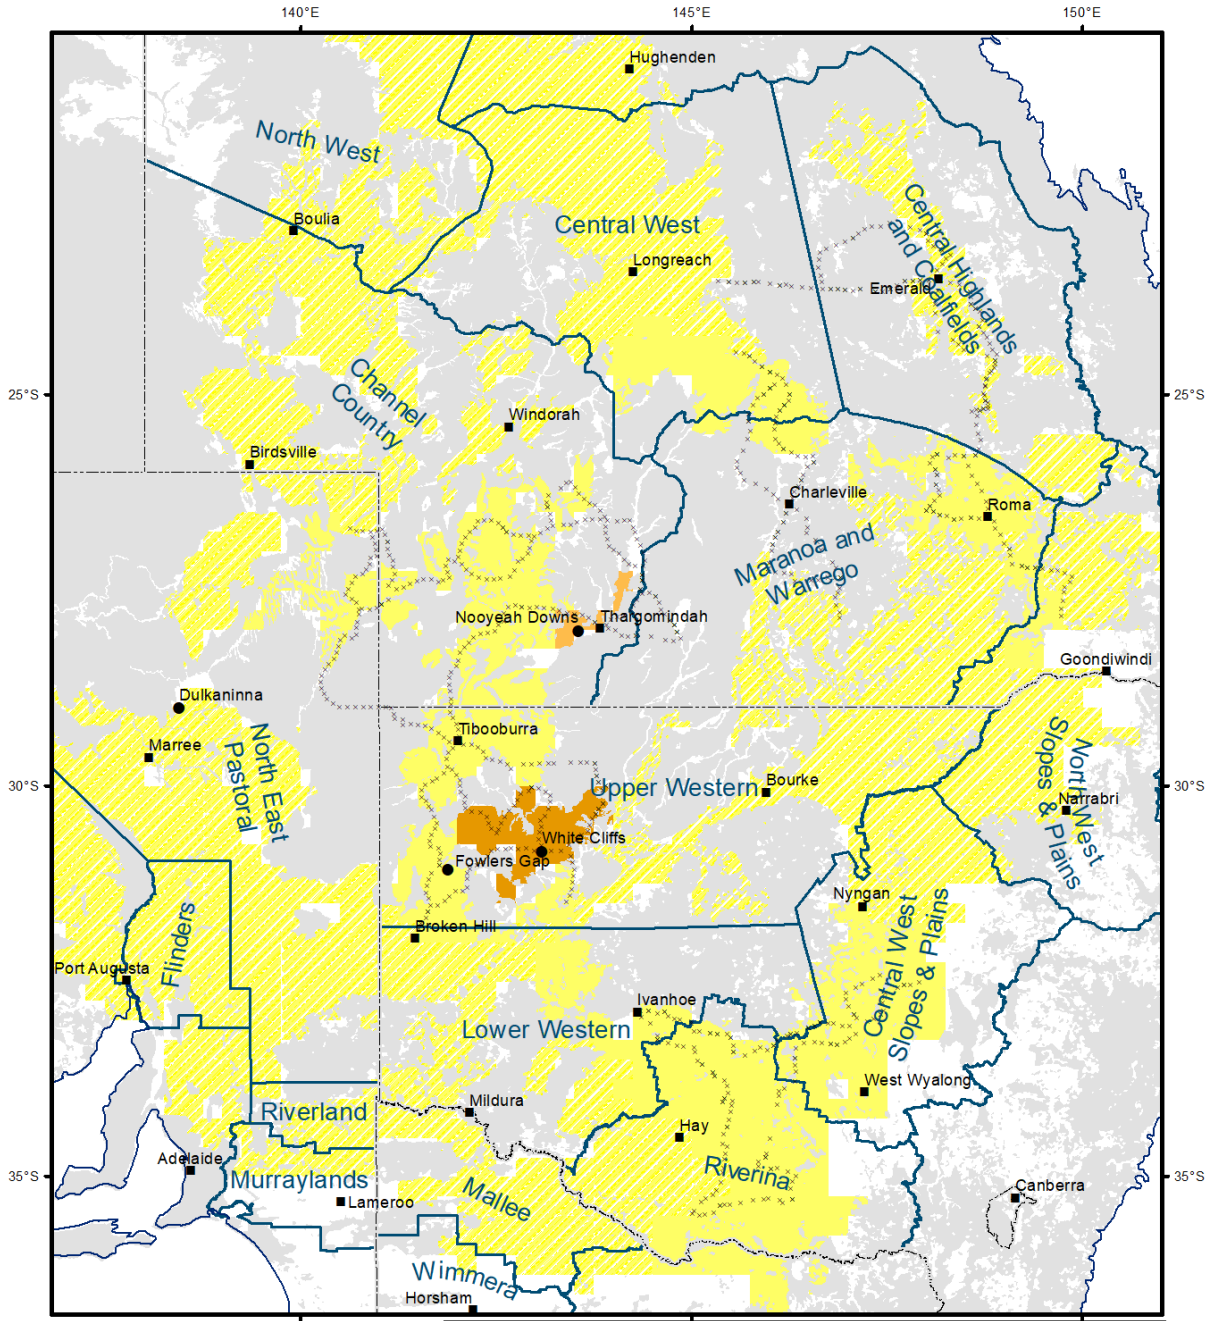 140°E
145°E
150°E
Hughenden
North West
Boulia
Central West
Longreach
Central Highlands
and Coalfields
Emerald
25°S
25°S
Channel
Country
Windorah
Birdsville
Charleville
Roma
Maranoa and
Warrego
Nooyeah Downs
Thargomindah
Goondiwindi
Dulkaninna
Marree
North East
Pastoral
Tibooburra
North West
Slopes & Plains
30°S
30°S
Upper Western
Bourke
Narrabri
White Cliffs
Fowlers Gap
Nyngan
Broken Hill
Flinders
Port Augusta
Central West
Slopes & Plains
Ivanhoe
Lower Western
West Wyalong
Riverland
Mildura
Hay
Adelaide
35°S
35°S
Murraylands
Lameroo
Mallee
Riverina
Canberra
Wimmera
Horsham